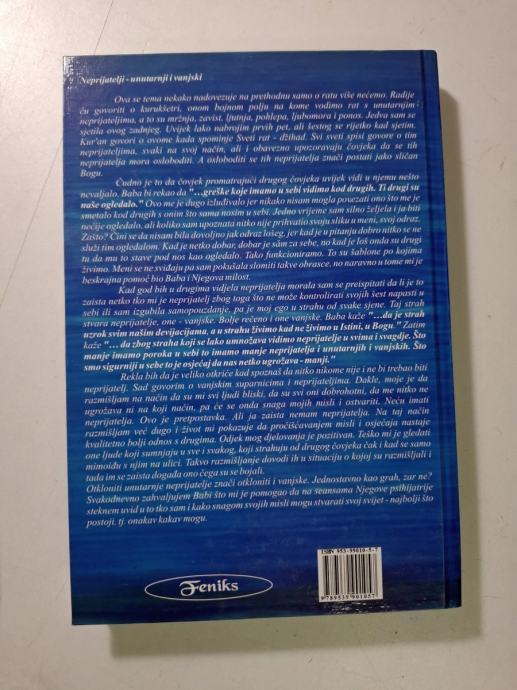 Neprijatelji - unutarnji i vanjski
Ova se tema nekako nadovezuje na prethodnu samo o ratu više nećemo. Radije
ću govoriti o kurukšetri, onom bojnom polju na kome vodimo rat s unutarnjim
neprijateljima, a to su mržnja, zavist, ljutnja, pohlepa, ljubomora i ponos. Jedva sam se
sjetila ovog zadnjeg. Uvijek lako nabrojim prvih pet, ali šestog se rijetko kad sjetim.
Kur'an govori o ovome kada spominje Sveti rat - džihad. Svi sveti spisi govore o tim
neprijateljima, svaki na svoj način, ali i obavezno upozoravaju čovjeka da se tih
neprijatelja mora osloboditi. A osloboditi se tih neprijatelja znači postati jako sličan
Bogu.
Čudno je to da čovjek promatrajući drugog čovjeka uvijek vidi u njemu nešto
nevaljalo. Baba bi rekao da "...greške koje imamo u sebi vidimo kod drugih. Ti drugi su
naše ogledalo." Ovo me je dugo izluđivalo jer nikako nisam mogla povezati ono što me je
smetalo kod drugih s onim što sama nosim u sebi. Jedno vrijeme sam silno željela i ja biti
nečije ogledalo, ali koliko sam upoznata nitko nije prihvatio svoju sliku u meni, svoj odraz.
Zašto? Čini se da nisam bila dovoljno jak odraz lošeg, jer kad je u pitanju dobro nitko se ne
služi tim ogledalom. Kad je netko dobar, dobar je sâm za sebe, no kad je loš onda su drugi
tu da mu to stave pod nos kao ogledalo. Tako funkcioniramo. To su šablone po kojima
živimo. Meni se ne sviđaju pa sam pokušala slomiti takve obrasce, no naravno u tome mi je
beskrajna pomoć bio Baba i Njegova milost.
Kad god bih u drugima vidjela neprijatelja morala sam se preispitati da li je to
zaista netko tko mi je neprijatelj zbog toga što ne može kontrolirati svojih šest napasti u
sebi ili sam izgubila samopouzdanje, pa je moj ego u strahu od svake sjene. Taj strah
stvara neprijatelje, one - vanjske. Bolje rečeno i one vanjske. Baba kaže "...da je strah
uzrok svim našim devijacijama, a u strahu živimo kad ne živimo u Istini, u Bogu." Zatim
kaže "... da zbog straha koji se lako umnožava vidimo neprijatelje u svima i svagdje. Što
manje imamo poroka u sebi to imamo manje neprijatelja i unutarnjih i vanjskih. Što
smo sigurniji u sebe to je osjećaj da nas netko ugrožava - manji."
Rekla bih da je veliko otkriće kad spoznaš da nitko nikome nije i ne bi trebao biti
neprijatelj. Sad govorim o vanjskim suparnicima i neprijateljima. Dakle, moje je da
razmišljam na način da su mi svi ljudi bliski, da su svi oni dobrohotni, da me nitko ne
ugrožava ni na koji način, pa će se onda snaga mojih misli i ostvariti. Neću imati
neprijatelja. Ovo je pretpostavka. Ali ja zaista nemam neprijatelja. Na taj način
razmišljam već dugo i život mi pokazuje da pročišćavanjem misli i osjećaja nastaje
kvalitetno bolji odnos s drugima. Odjek mog djelovanja je pozitivan. Teško mi je gledati
one ljude koji sumnjaju u sve i svakog, koji strahuju od drugog čovjeka čak i kad se samo
mimoiđu s njim na ulici. Takvo razmišljanje dovodi ih u situaciju o kojoj su razmišljali i
tada im se zaista događa ono čega su se bojali.
Otkloniti unutarnje neprijatelje znači otkloniti i vanjske. Jednostavno kao grah, zar ne?
Svakodnevno zahvaljujem Babi što mi je pomogao da na seansama Njegove psihijatrije
steknem uvid u to tko sam i kako snagom svojih misli mogu stvarati svoj svijet - najbolji što
postoji, tj. onakav kakav mogu.
Feniks
ISBN 953-99010-5-7
9789539901057